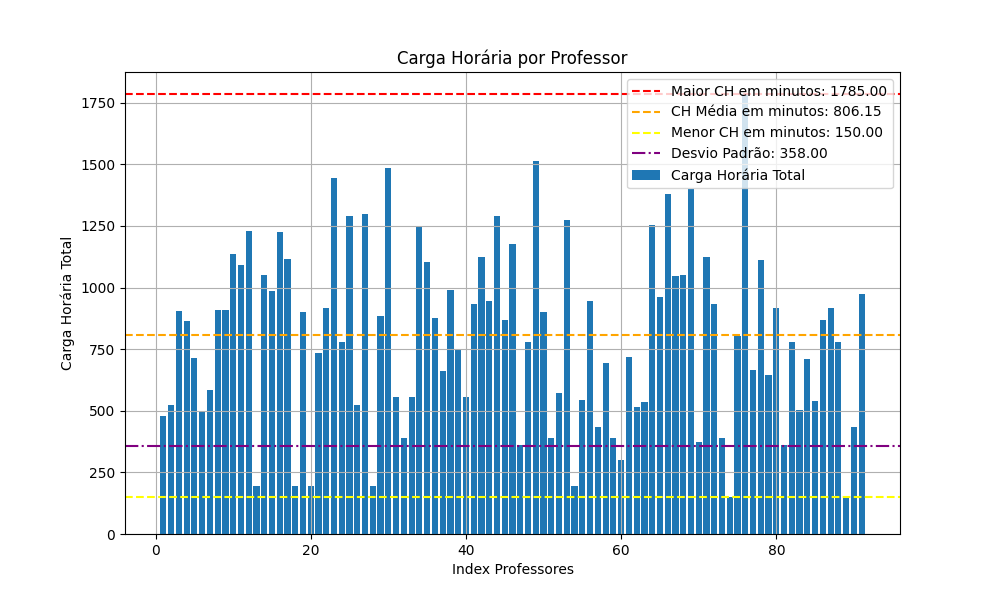 Carga Horária por Professor
Maior CH em minutos: 1785.00
CH Média em minutos: 806.15
Menor CH em minutos: 150.00
Desvio Padrão: 358.00
Carga Horária Total
Carga Horária Total
1750
1500
1250
1000
750
500
250
0
0 20 40 60 80
Index Professores